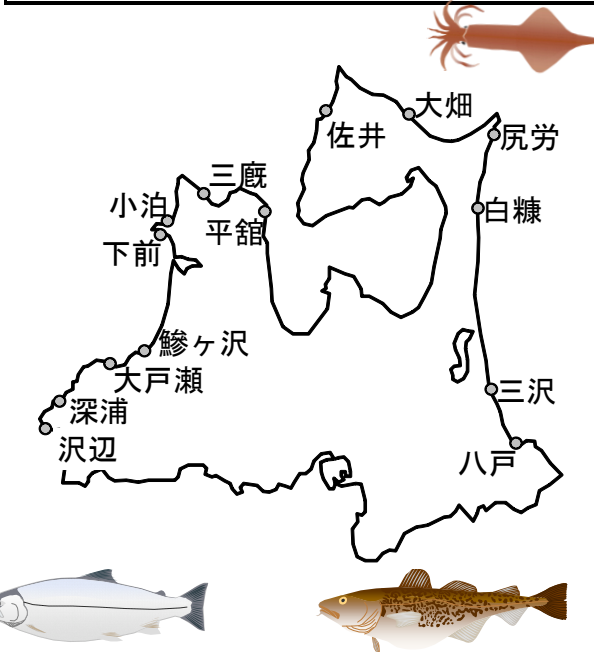 大畑
佐井
尻労
三厩
小泊
白糠
平舘
下前
鰺ヶ沢
大戸瀬
三沢
深浦
沢辺
八戸